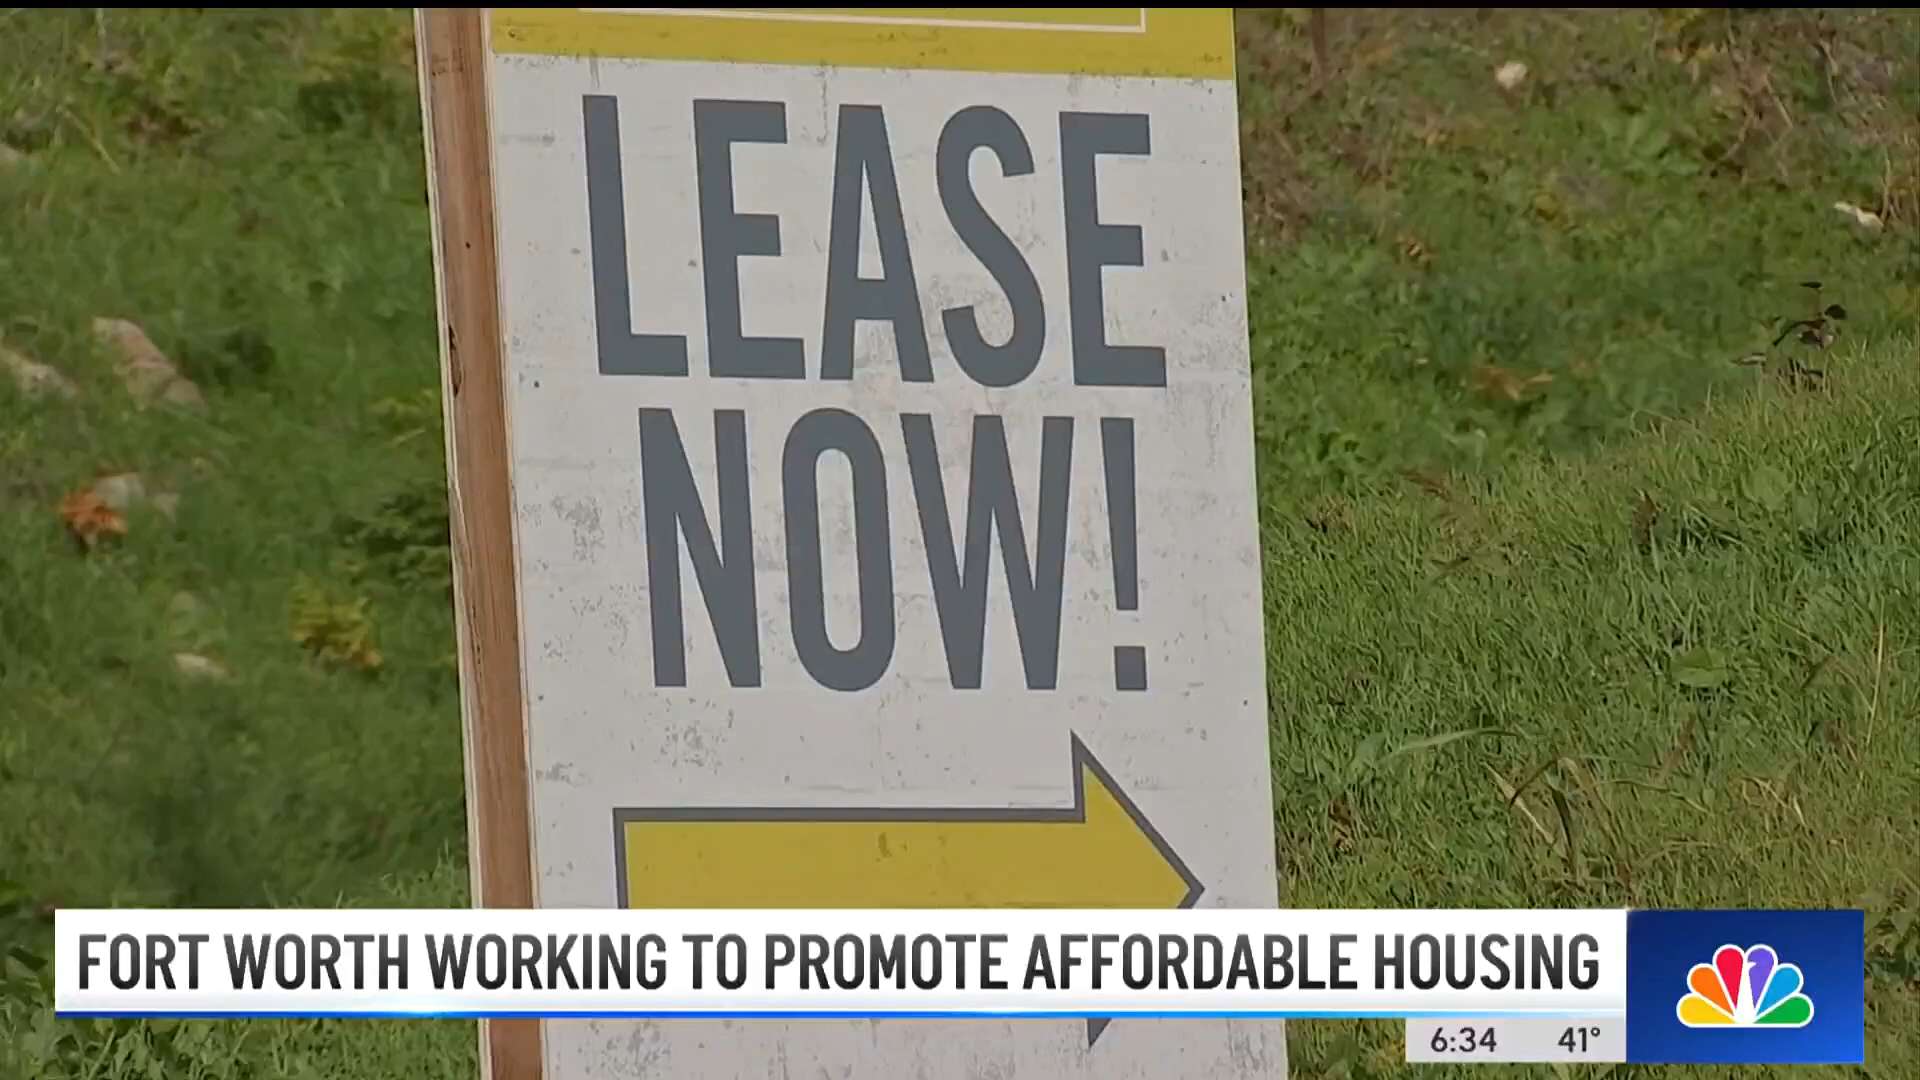 LEASE
NOW!
FORT WORTH WORKING TO PROMOTE AFFORDABLE HOUSING
6:34 41°